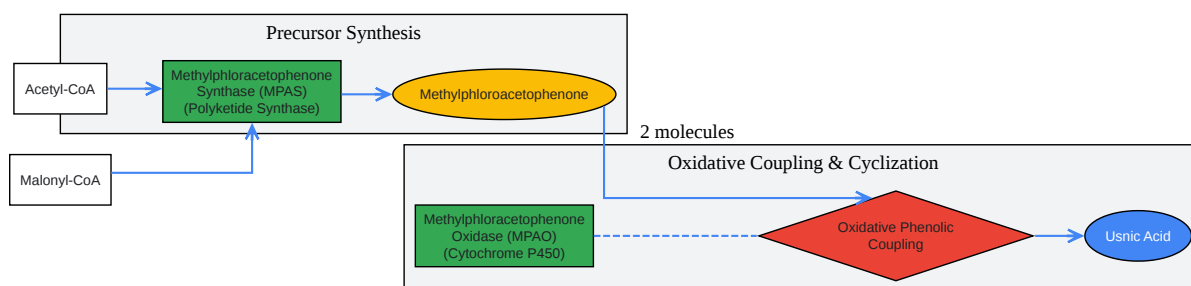 Precursor Synthesis
Acetyl-CoA
Methylphloracetophenone
Synthase (MPAS)
(Polyketide Synthase)
Methylphloroacetophenone
Malonyl-CoA
2 molecules
Oxidative Coupling & Cyclization
Methylphloracetophenone
Oxidase (MPAO)
(Cytochrome P450)
Oxidative Phenolic
Coupling
Usnic Acid